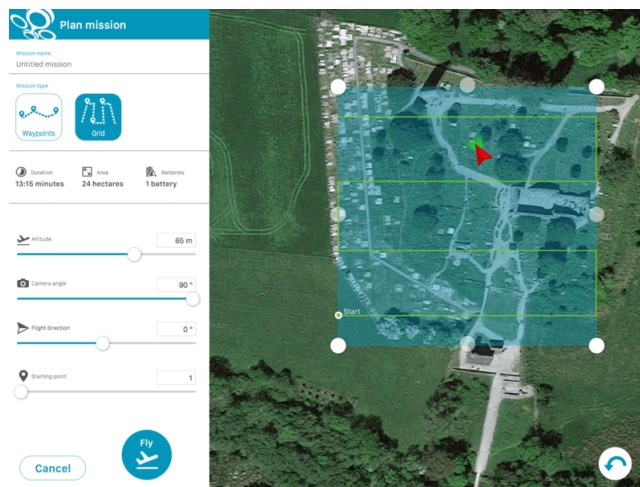 Plan mission
Mission name
Untitled mission
Mission type
Waypoints
Grid
Duration
Area
Batteries
13:15 minutes
24 hectares
1 battery
Altitude
65 m
Camera angle
90 °
Flight direction
0 °
Starting point
1
Fly
Cancel
Start